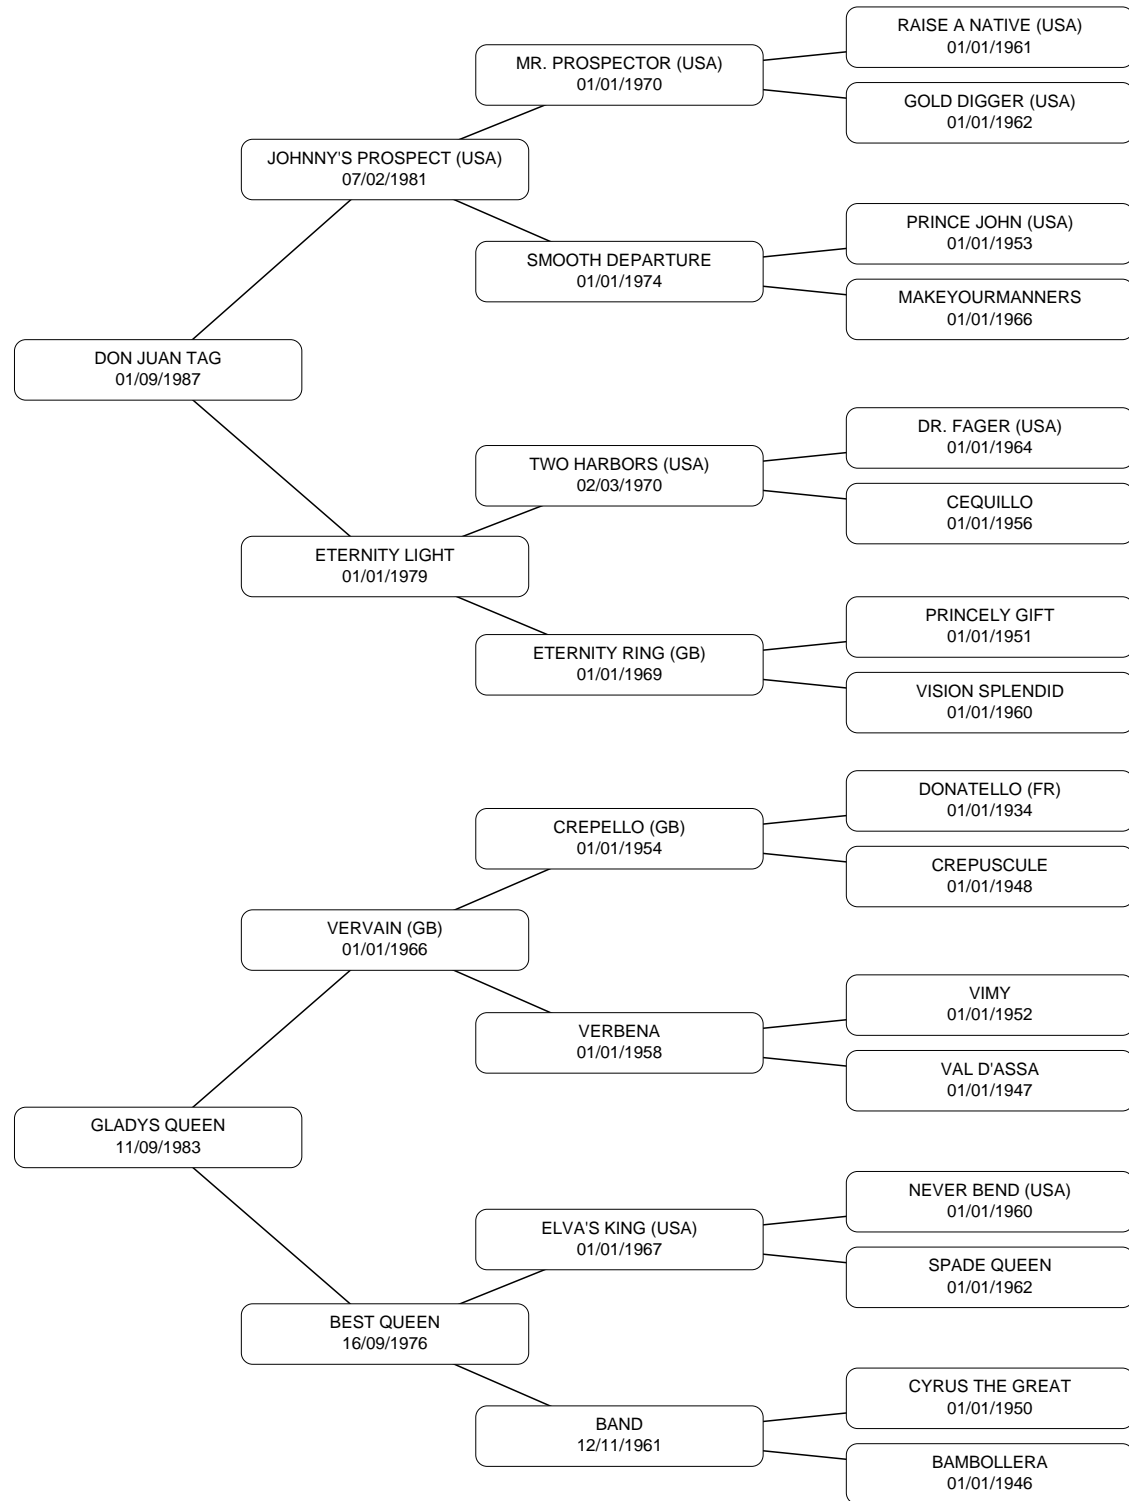 RAISE A NATIVE (USA)
01/01/1961
MR. PROSPECTOR (USA)
01/01/1970
GOLD DIGGER (USA)
01/01/1962
JOHNNY'S PROSPECT (USA)
07/02/1981
PRINCE JOHN (USA)
01/01/1953
SMOOTH DEPARTURE
01/01/1974
MAKEYOURMANNERS
01/01/1966
DON JUAN TAG
01/09/1987
DR. FAGER (USA)
01/01/1964
TWO HARBORS (USA)
02/03/1970
CEQUILLO
01/01/1956
ETERNITY LIGHT
01/01/1979
PRINCELY GIFT
01/01/1951
ETERNITY RING (GB)
01/01/1969
VISION SPLENDID
01/01/1960
DONATELLO (FR)
01/01/1934
CREPELLO (GB)
01/01/1954
CREPUSCULE
01/01/1948
VERVAIN (GB)
01/01/1966
VIMY
01/01/1952
VERBENA
01/01/1958
VAL D'ASSA
01/01/1947
GLADYS QUEEN
11/09/1983
NEVER BEND (USA)
01/01/1960
ELVA'S KING (USA)
01/01/1967
SPADE QUEEN
01/01/1962
BEST QUEEN
16/09/1976
CYRUS THE GREAT
01/01/1950
BAND
12/11/1961
BAMBOLLERA
01/01/1946